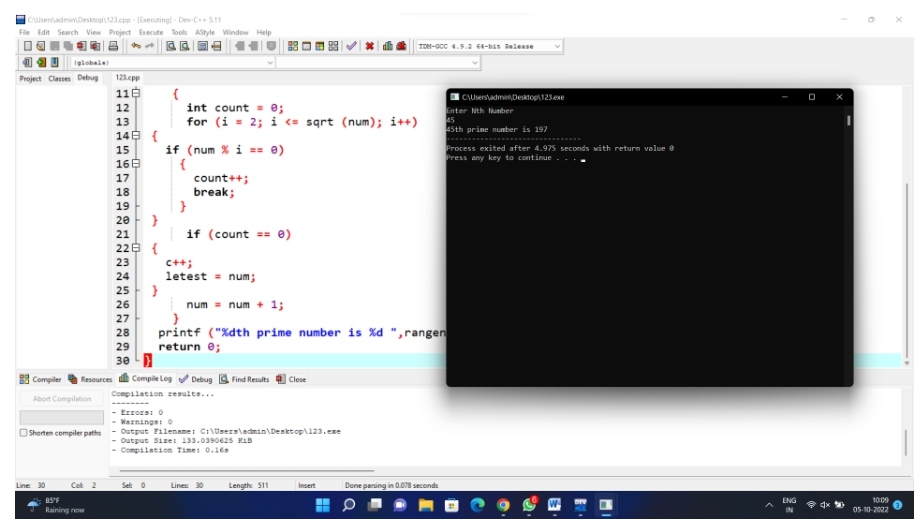 C:\Users\admin\Desktop\123.cpp - [Executing] - Dev-C++ 5.11
File Edit Search View Project Execute Tools AStyle Window Help
TDM-GCC 4.9.2 64-bit Release
(globals)
Project Classes Debug 123.cpp
11 {
12 int count = 0;
13 for (i = 2; i <= sqrt (num); i++)
14 {
15 if (num % i == 0)
16 {
17 count++;
18 break;
19 }
20 }
21 if (count == 0)
22 {
23 c++;
24 letest = num;
25 }
26 num = num + 1;
27 }
28 printf ("%dth prime number is %d ",rangen
29 return 0;
30 }
C:\Users\admin\Desktop\123.exe
Enter Nth Number
45
45th prime number is 197
--------------------------------
Process exited after 4.975 seconds with return value 0
Press any key to continue . . .
Compiler Resources Compile Log Debug Find Results Close
Abort Compilation
Shorten compiler paths
Compilation results...
--------
- Errors: 0
- Warnings: 0
- Output Filename: C:\Users\admin\Desktop\123.exe
- Output Size: 133.0390625 KiB
- Compilation Time: 0.16s
Line: 30 Col: 2 Sel: 0 Lines: 30 Length: 511 Insert Done parsing in 0.078 seconds
85°F
Raining now
ENG
IN
10:09
05-10-2022
3